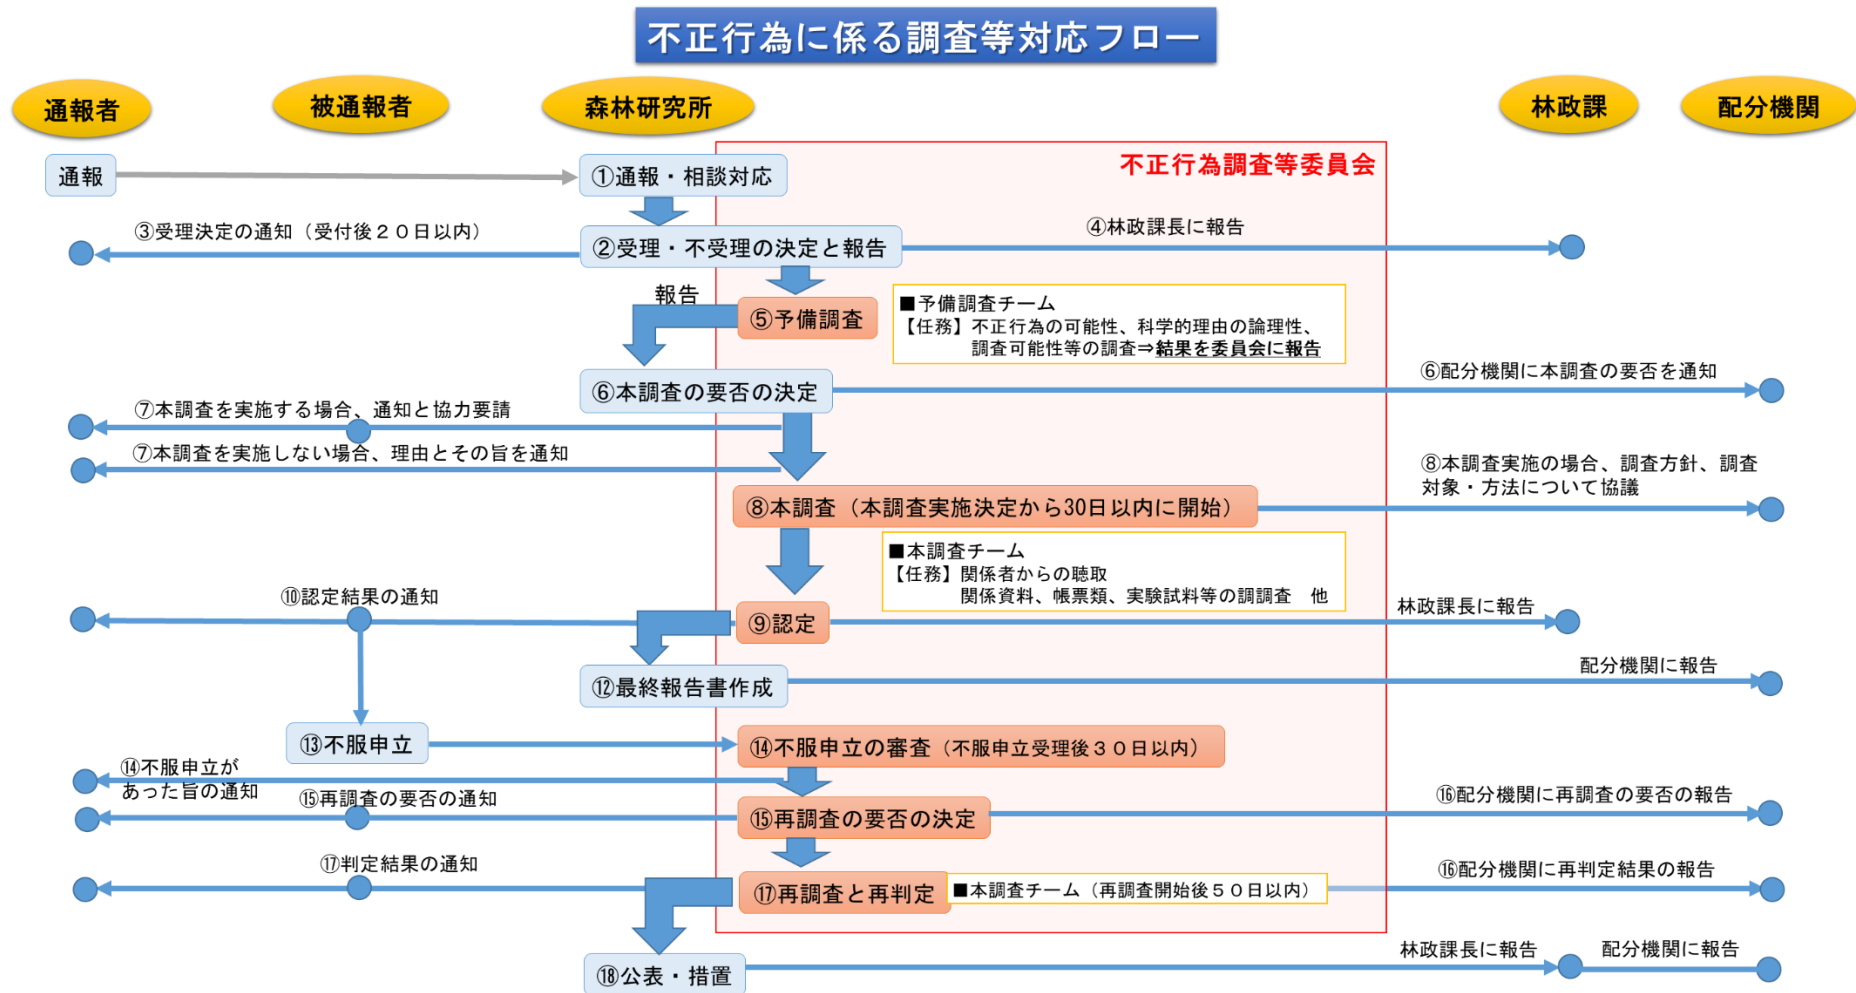 不正行為に係る調査等対応フロー
通報者
被通報者
森林研究所
林政課
配分機関
不正行為調査等委員会
通報
①通報・相談対応
③受理決定の通知（受付後２０日以内）
②受理・不受理の決定と報告
④林政課長に報告
報告
⑤予備調査
■予備調査チーム
【任務】不正行為の可能性、科学的理由の論理性、
調査可能性等の調査⇒結果を委員会に報告
⑥本調査の要否の決定
⑥配分機関に本調査の要否を通知
⑦本調査を実施する場合、通知と協力要請
⑦本調査を実施しない場合、理由とその旨を通知
⑧本調査（本調査実施決定から30日以内に開始）
⑧本調査実施の場合、調査方針、調査
対象・方法について協議
■本調査チーム
【任務】関係者からの聴取
関係資料、帳票類、実験試料等の調調査　他
⑩認定結果の通知
⑨認定
林政課長に報告
⑫最終報告書作成
配分機関に報告
⑬不服申立
⑭不服申立の審査（不服申立受理後３０日以内）
⑭不服申立が
あった旨の通知
⑮再調査の要否の通知
⑮再調査の要否の決定
⑯配分機関に再調査の要否の報告
⑰判定結果の通知
⑰再調査と再判定
■本調査チーム（再調査開始後５０日以内）
⑯配分機関に再判定結果の報告
⑱公表・措置
林政課長に報告
配分機関に報告